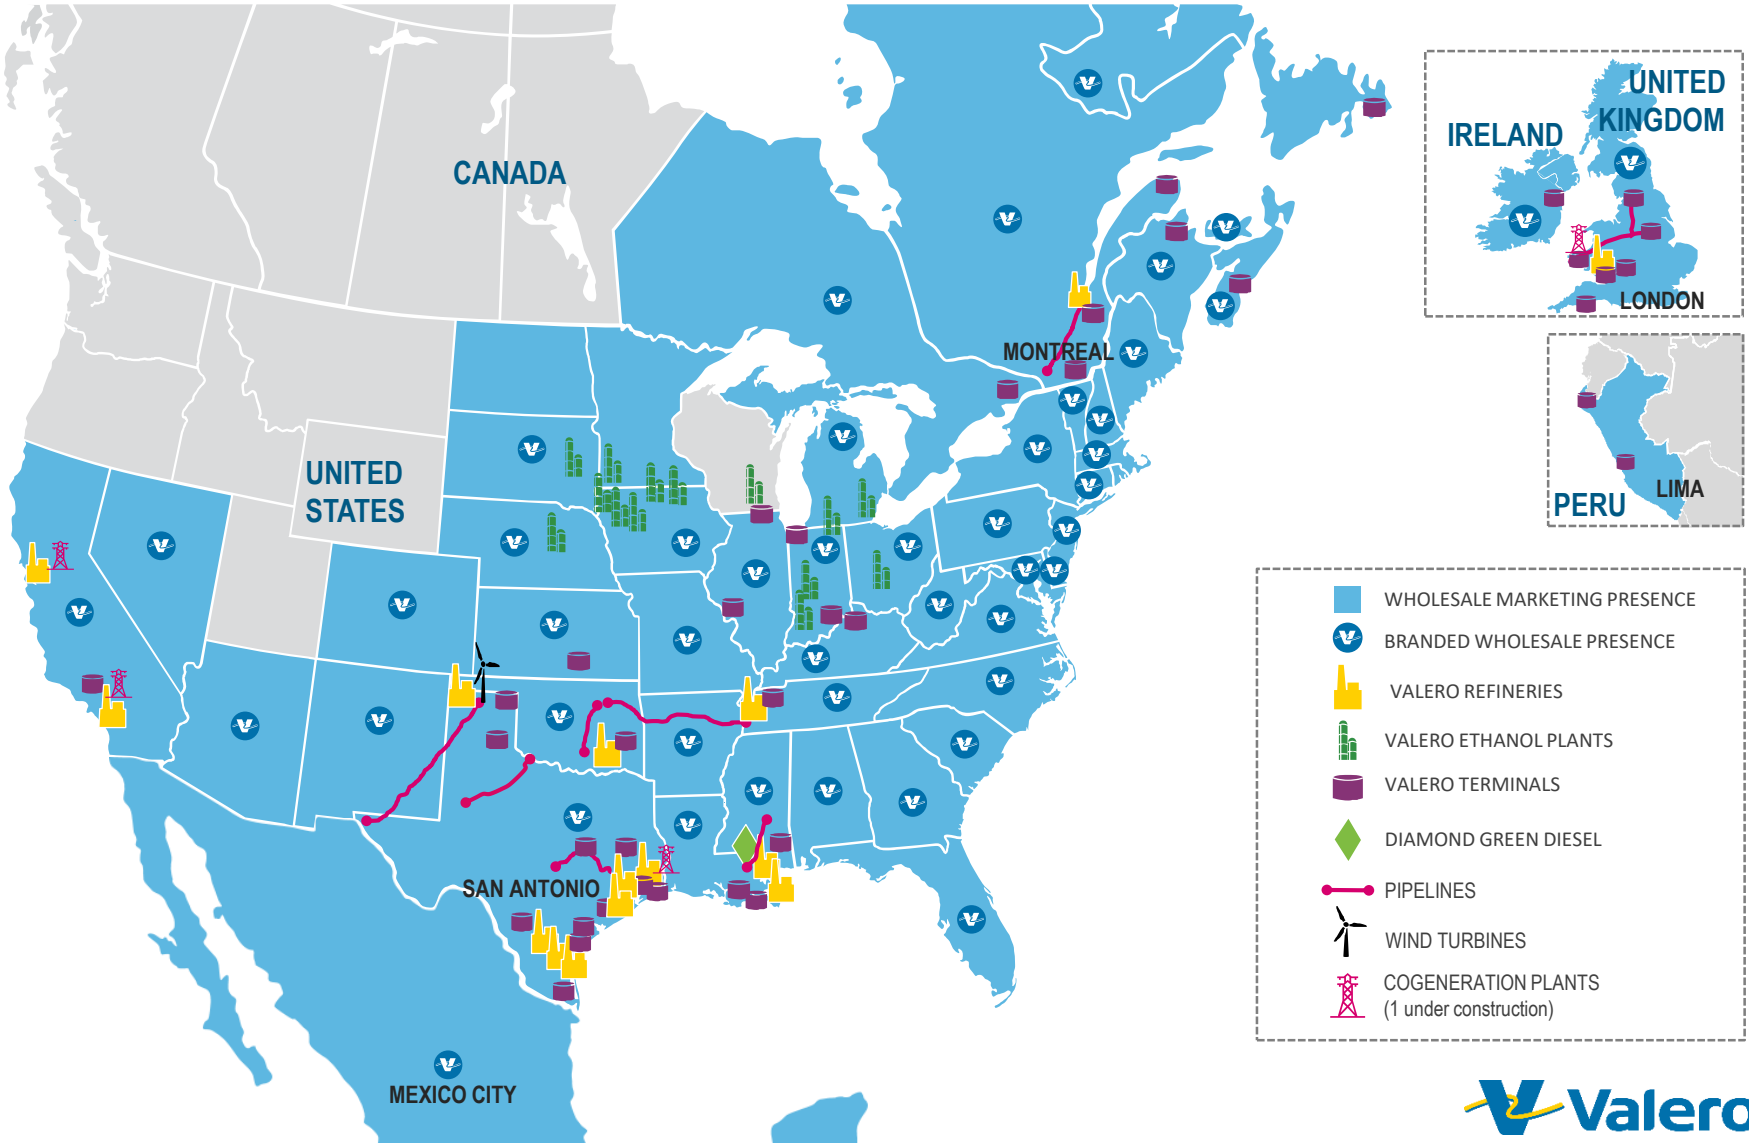 CANADA
UNITED
STATES
MONTREAL
SAN ANTONIO
MEXICO CITY
UNITED
KINGDOM
IRELAND
LONDON
PERU
LIMA
WHOLESALE MARKETING PRESENCE
BRANDED WHOLESALE PRESENCE
VALERO REFINERIES
VALERO ETHANOL PLANTS
VALERO TERMINALS
DIAMOND GREEN DIESEL
PIPELINES
WIND TURBINES
COGENERATION PLANTS
(1 under construction)
Valero